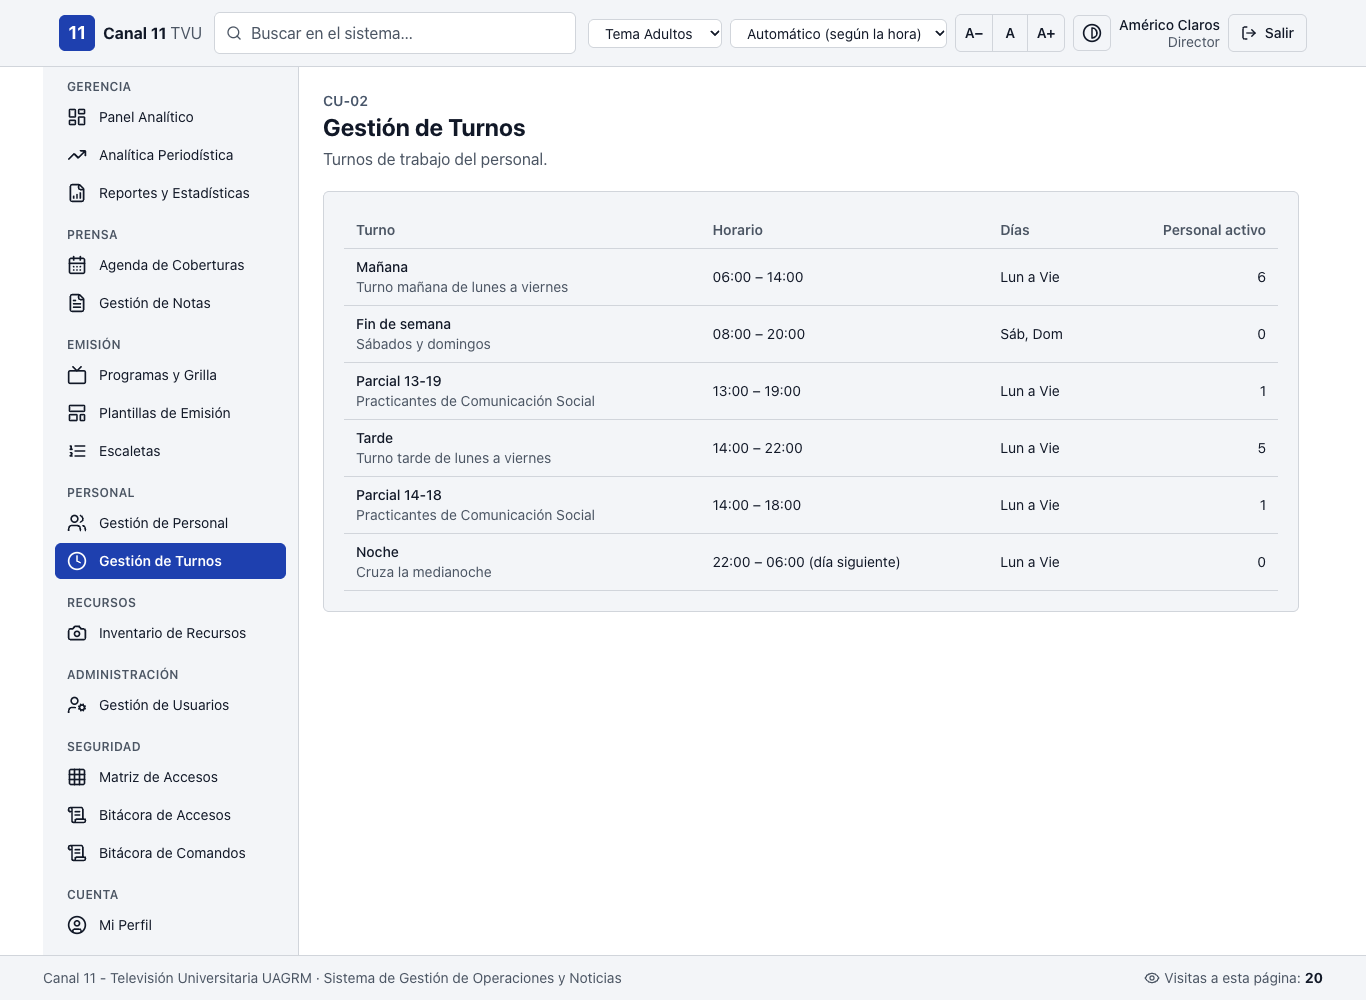 11 Canal 11 TVU
Buscar en el sistema...
Tema Adultos
Automático (según la hora)
A− A A+
Américo Claros
Director
Salir
GERENCIA
Panel Analítico
Analítica Periodística
Reportes y Estadísticas
PRENSA
Agenda de Coberturas
Gestión de Notas
EMISIÓN
Programas y Grilla
Plantillas de Emisión
Escaletas
PERSONAL
Gestión de Personal
Gestión de Turnos
RECURSOS
Inventario de Recursos
ADMINISTRACIÓN
Gestión de Usuarios
SEGURIDAD
Matriz de Accesos
Bitácora de Accesos
Bitácora de Comandos
CUENTA
Mi Perfil
CU-02
Gestión de Turnos
Turnos de trabajo del personal.
Turno Horario Días Personal activo
Mañana
Turno mañana de lunes a viernes
06:00 – 14:00 Lun a Vie 6
Fin de semana
Sábados y domingos
08:00 – 20:00 Sáb, Dom 0
Parcial 13-19
Practicantes de Comunicación Social
13:00 – 19:00 Lun a Vie 1
Tarde
Turno tarde de lunes a viernes
14:00 – 22:00 Lun a Vie 5
Parcial 14-18
Practicantes de Comunicación Social
14:00 – 18:00 Lun a Vie 1
Noche
Cruza la medianoche
22:00 – 06:00 (día siguiente) Lun a Vie 0
Canal 11 - Televisión Universitaria UAGRM · Sistema de Gestión de Operaciones y Noticias
Visitas a esta página: 20